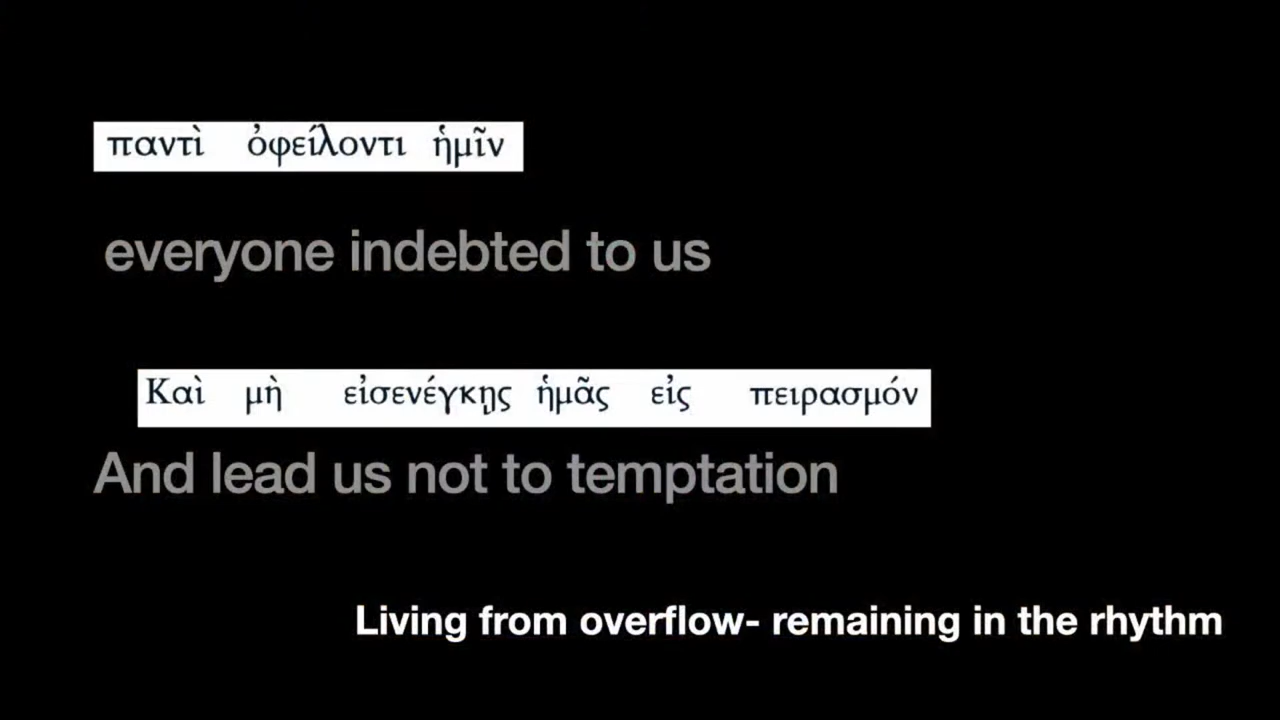 παντὶ ὀφείλοντι ἡμῖν
everyone indebted to us
Καὶ μὴ εἰσενέγκῃς ἡμᾶς εἰς πειρασμόν
And lead us not to temptation
Living from overflow- remaining in the rhythm